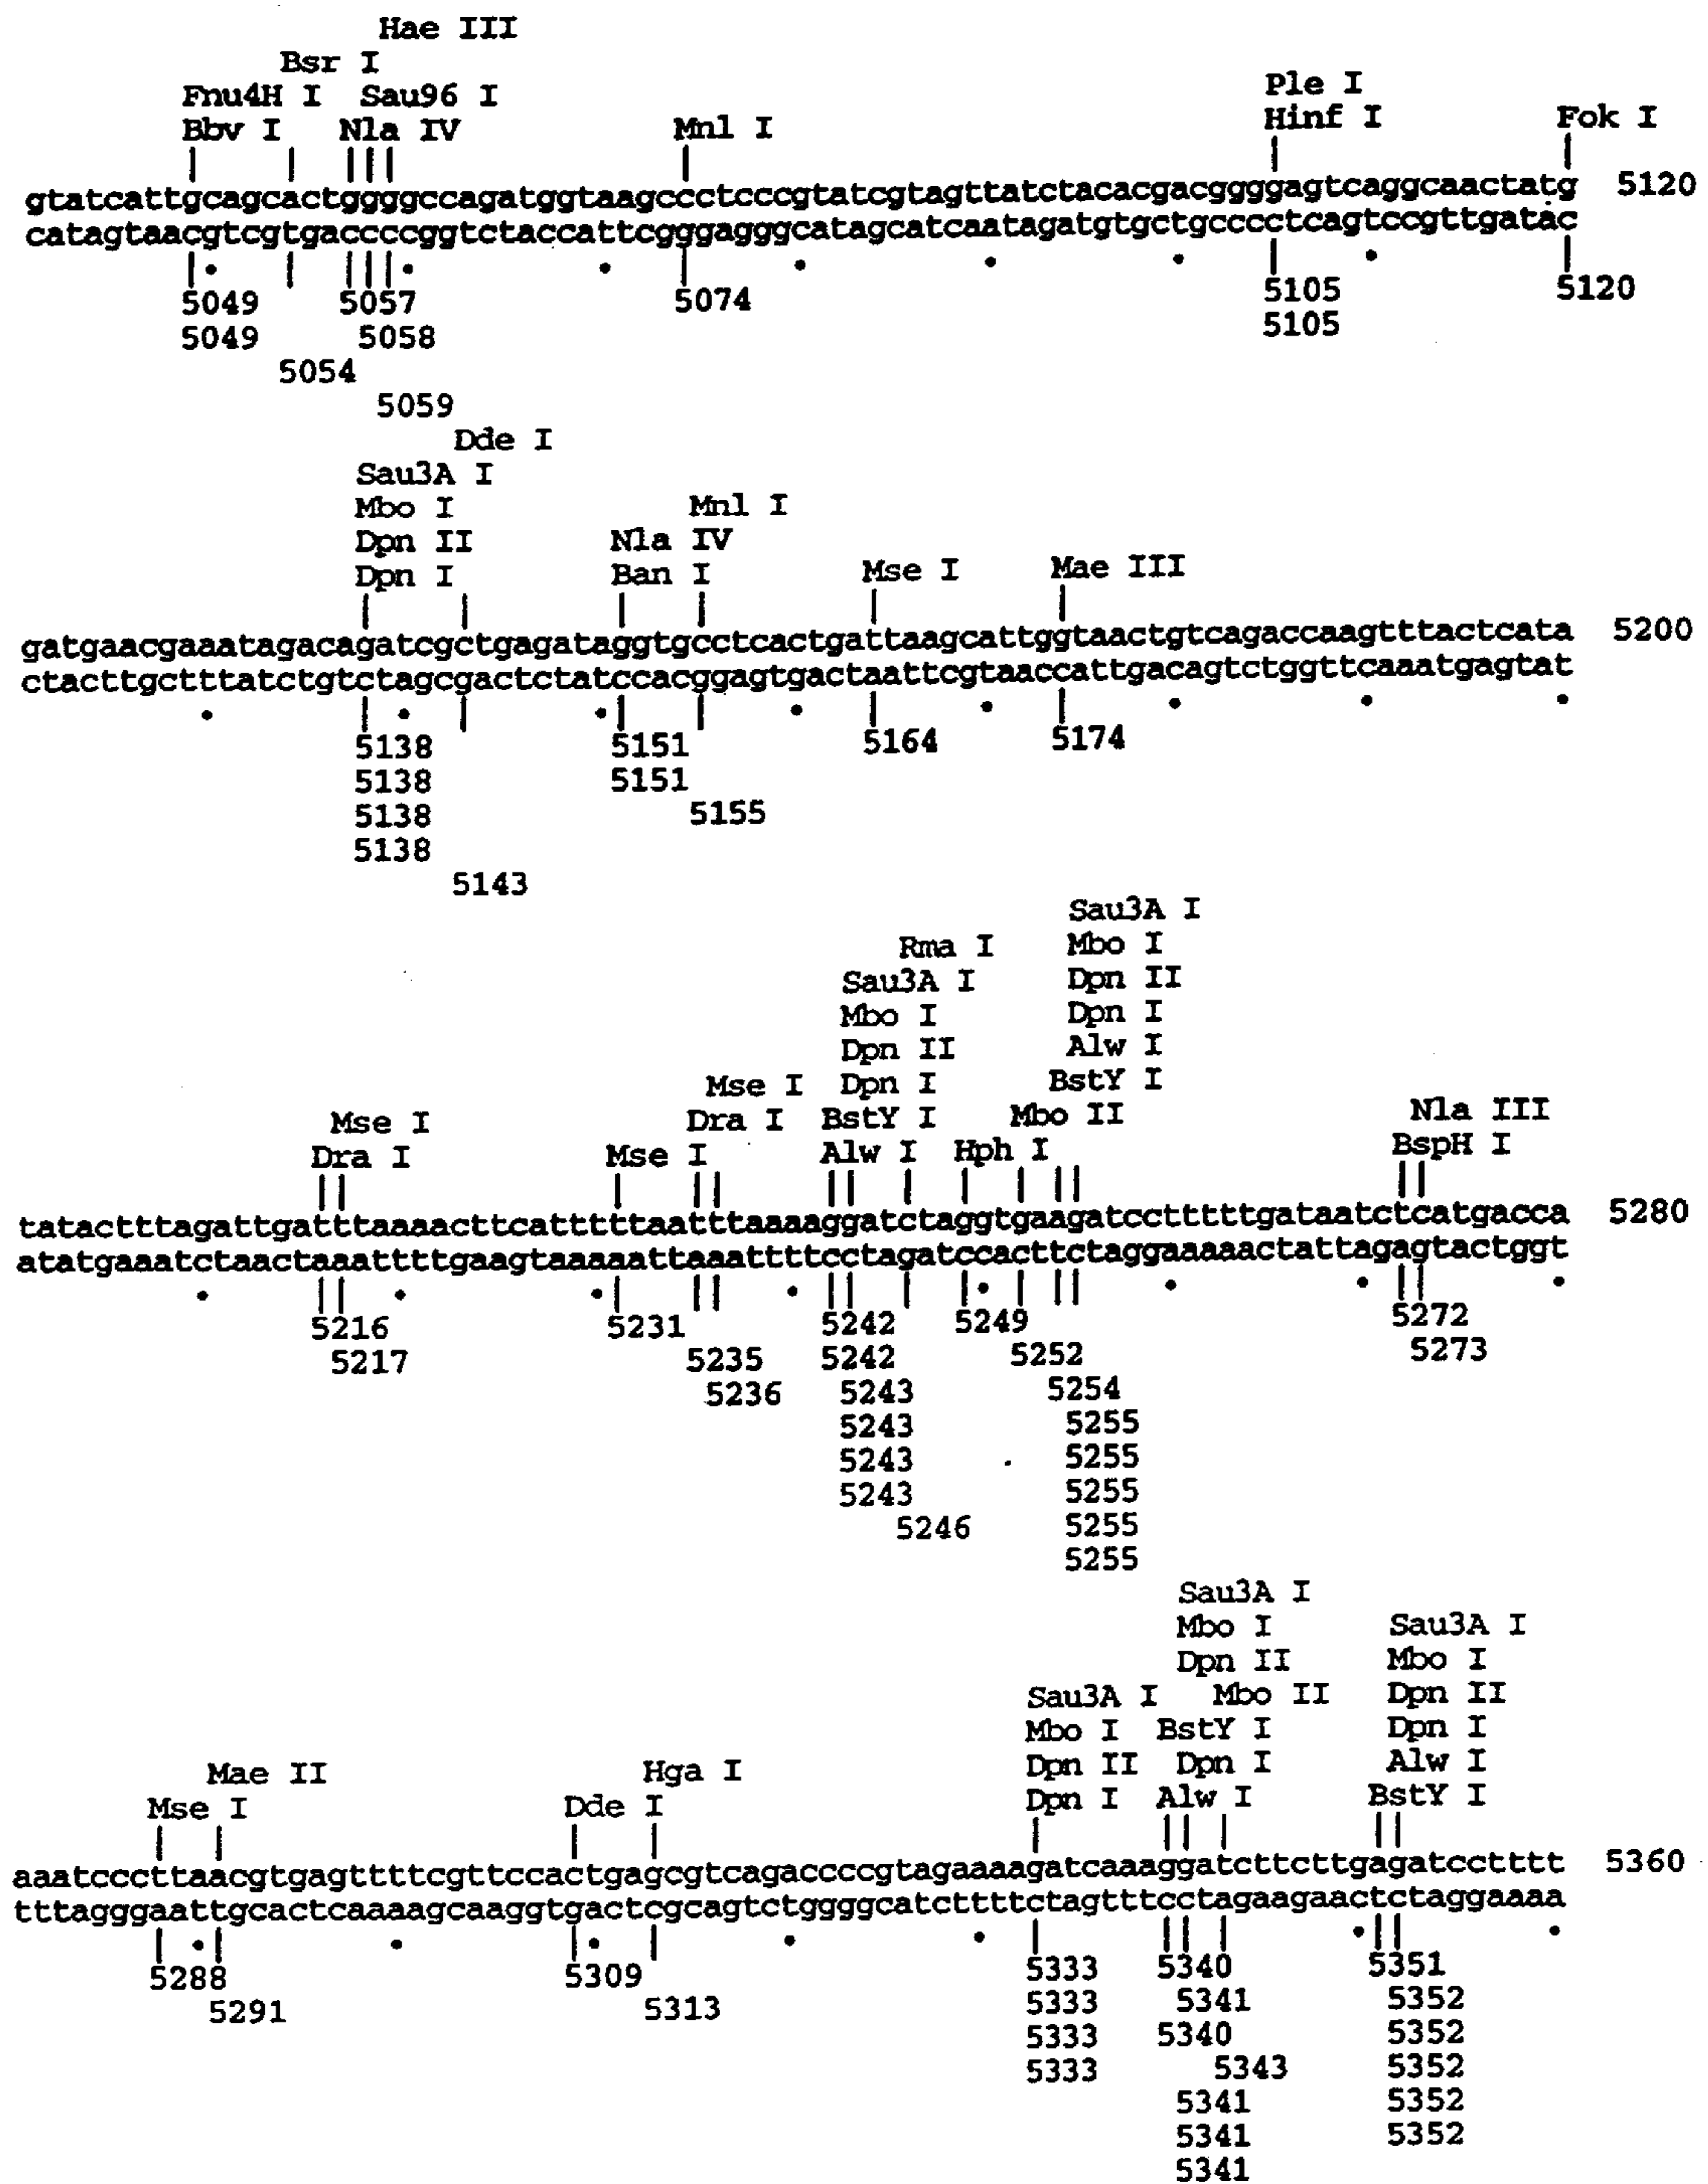 Hae III
Bsr I
Fnu4H I Sau96 I Ple I
Bbv I Nla IV Mnl I Hinf I Fok I
gtatcattgcagcactggggccagatggtaagccctcccgtatcgtagttatctacacgacggggagtcaggcaactatg 5120
catagtaacgtcgtgaccccggtctaccattcgggagggcatagcatcaatagatgtgctgcccctcagtccgttgatac
5049 5057 5074 5105 5120
5049 5058 5105
5054
5059
Dde I
Sau3A I
Mbo I Mnl I
Dpn II Nla IV
Dpn I Ban I Mse I Mae III
gatgaacgaaatagacagatcgctgagataggtgcctcactgattaagcattggtaactgtcagaccaagtttactcata 5200
ctacttgctttatctgtctagcgactctatccacggagtgactaattcgtaaccattgacagtctggttcaaatgagtat
5138 5151 5164 5174
5138 5151
5138 5155
5138
5143
Sau3A I
Rma I Mbo I
Sau3A I Dpn II
Mbo I Dpn I
Dpn II Alw I
Mse I Dpn I BstY I
Mse I Dra I BstY I Mbo II Nla III
Dra I Mse I Alw I Hph I BspH I
tatactttagattgatttaaaacttcatttttaatttaaaaggatctaggtgaagatcctttttgataatctcatgacca 5280
atatgaaatctaactaaattttgaagtaaaaattaaattttcctagatccacttctaggaaaaactattagagtactggt
5216 5231 5242 5249 5272
5217 5235 5242 5252 5273
5236 5243 5254
5243 5255
5243 5255
5243 5255
5246 5255
5255
Sau3A I
Mbo I Sau3A I
Dpn II Mbo I
Sau3A I Mbo II Dpn II
Mbo I BstY I Dpn I
Mae II Hga I Dpn II Dpn I Alw I
Mse I Dde I Dpn I Alw I BstY I
aaatcccttaacgtgagttttcgttccactgagcgtcagaccccgtagaaaagatcaaaggatcttcttgagatcctttt 5360
tttagggaattgcactcaaaagcaaggtgactcgcagtctggggcatcttttctagtttcctagaagaactctaggaaaa
5288 5309 5333 5340 5351
5291 5313 5333 5341 5352
5333 5340 5352
5333 5343 5352
5341 5352
5341 5352
5341